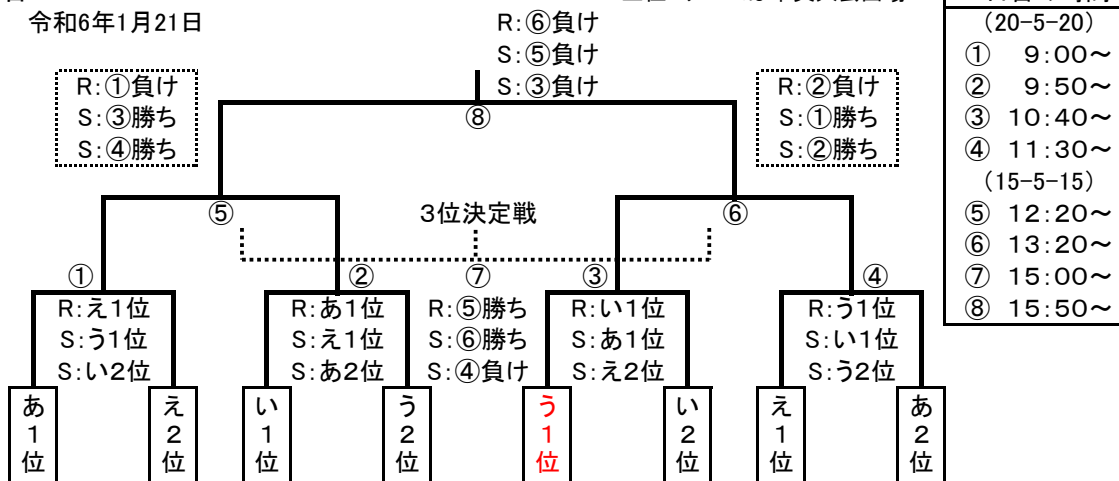 令和6年1月21日
R:⑥負け
S:⑤負け
S:③負け
⑧
R:①負け
S:③勝ち
S:④勝ち
R:②負け
S:①勝ち
S:②勝ち
⑤
3位決定戦
⑥
①
②
⑦
③
④
R:え1位
S:う1位
S:い2位
R:あ1位
S:え1位
S:あ2位
R:⑤勝ち
S:⑥勝ち
S:④負け
R:い1位
S:あ1位
S:え2位
R:う1位
S:い1位
S:う2位
あ1位
え2位
い1位
う2位
う1位
い2位
え1位
あ2位
(20-5-20)
① 9:00~
② 9:50~
③ 10:40~
④ 11:30~
(15-5-15)
⑤ 12:20~
⑥ 13:20~
⑦ 15:00~
⑧ 15:50~